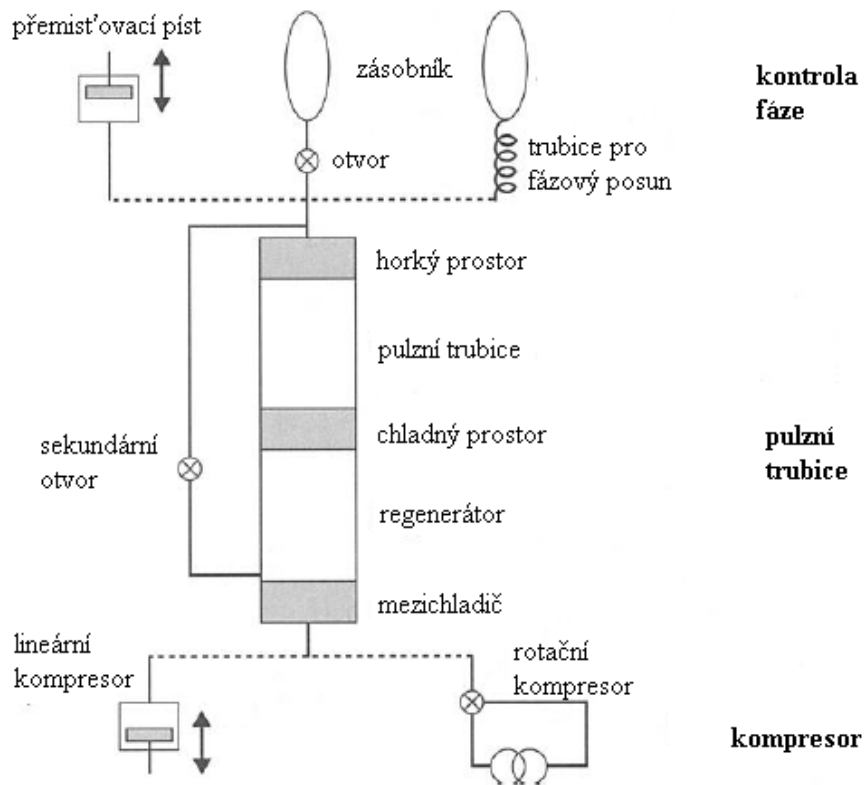 přemisťovací píst
zásobník
kontrola
fáze
otvor
trubice pro
fázový posun
horký prostor
pulzní trubice
chladný prostor
sekundární
otvor
pulzní
trubice
regenerátor
mezichladič
lineární
kompresor
rotační
kompresor
kompresor